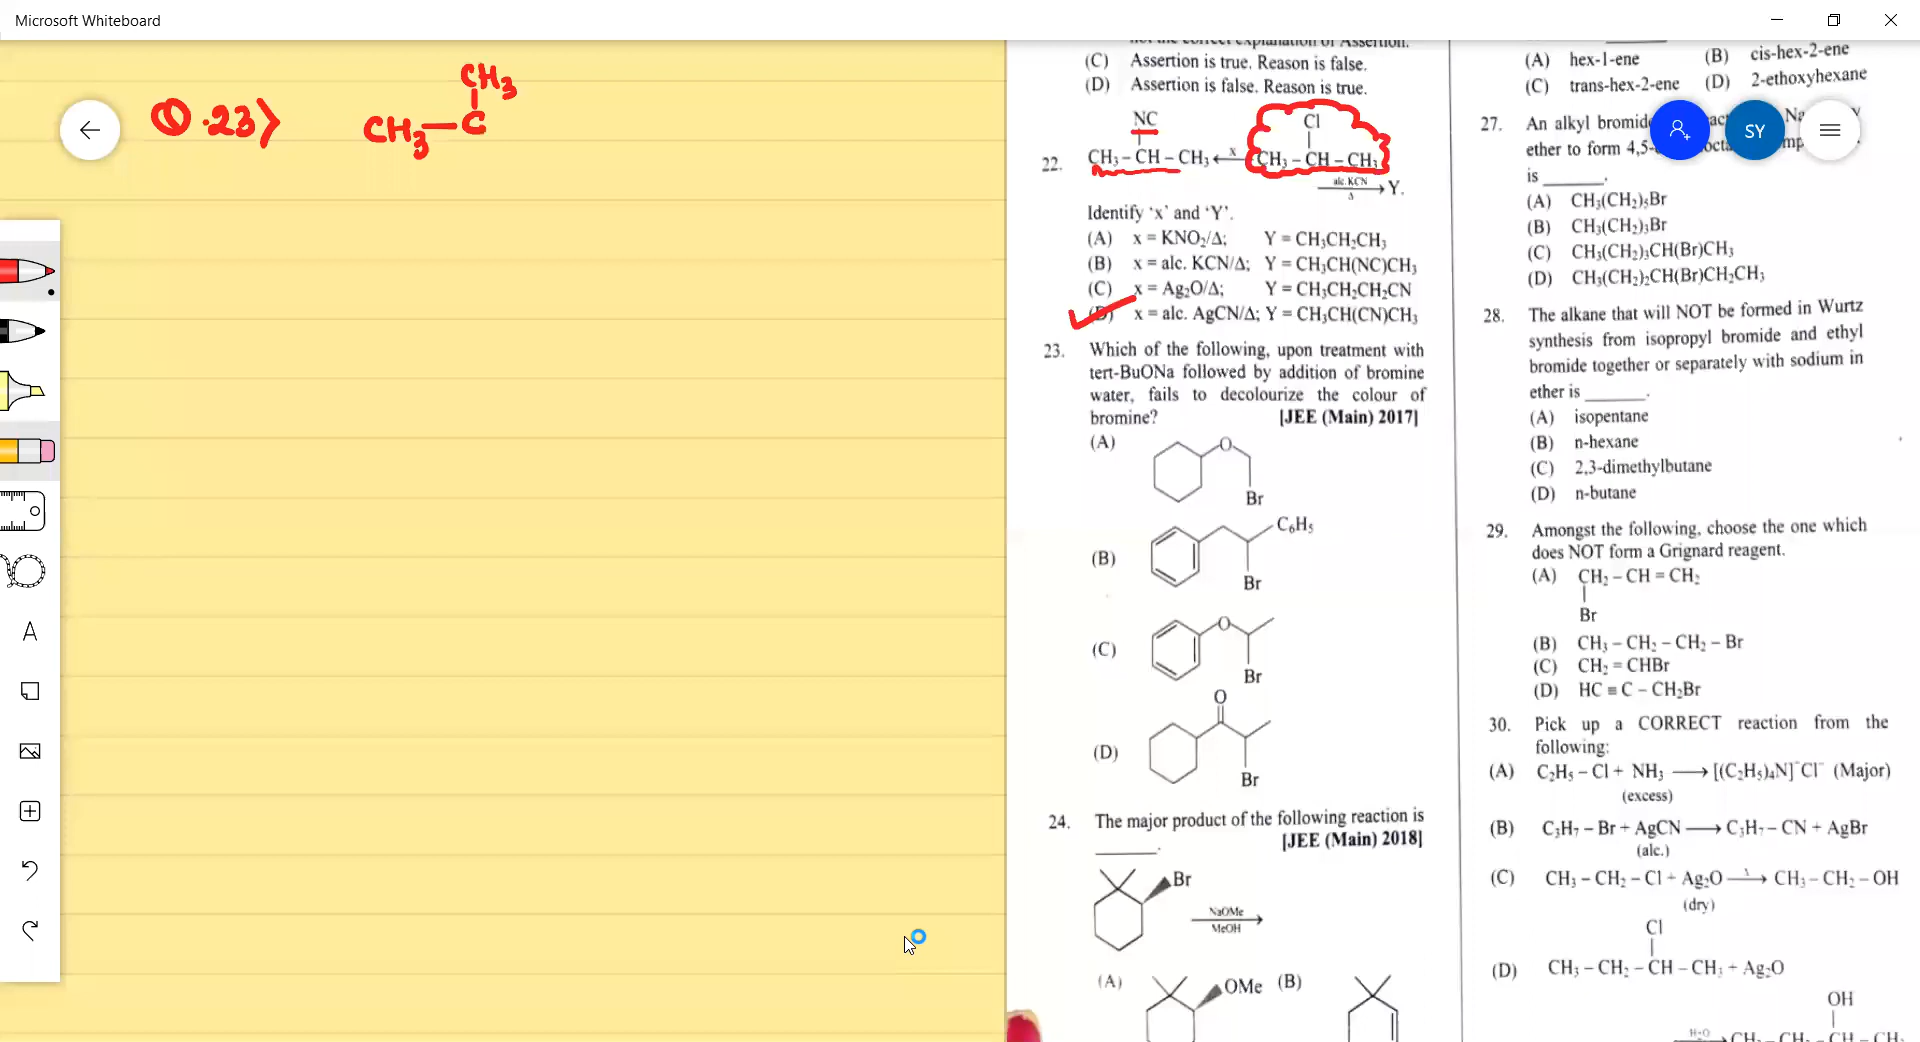 Microsoft Whiteboard
Q.23>
CH3
CH3—C
not the correct explanation of Assertion.
(C) Assertion is true. Reason is false.
(D) Assertion is false. Reason is true.
NC
Cl
22. CH3 – CH – CH3 ←x CH3 – CH – CH3
alc. KCN
Δ
→ Y.
Identify ‘x’ and ‘Y’.
(A) x = KNO2/Δ; Y = CH3CH2CH3
(B) x = alc. KCN/Δ; Y = CH3CH(NC)CH3
(C) x = Ag2O/Δ; Y = CH3CH2CH2CN
(D) x = alc. AgCN/Δ; Y = CH3CH(CN)CH3
23. Which of the following, upon treatment with
tert-BuONa followed by addition of bromine
water, fails to decolourize the colour of
bromine? [JEE (Main) 2017]
(A)
O
Br
(B)
C6H5
Br
(C)
O
Br
(D)
O
Br
24. The major product of the following reaction is
______. [JEE (Main) 2018]
Br
NaOMe
MeOH
(A) OMe (B)
(A) hex-1-ene (B) cis-hex-2-ene
(C) trans-hex-2-ene (D) 2-ethoxyhexane
27. An alkyl bromid
Na
ether to form 4,5-
is ______.
(A) CH3(CH2)5Br
(B) CH3(CH2)3Br
(C) CH3(CH2)3CH(Br)CH3
(D) CH3(CH2)2CH(Br)CH2CH3
28. The alkane that will NOT be formed in Wurtz
synthesis from isopropyl bromide and ethyl
bromide together or separately with sodium in
ether is ______.
(A) isopentane
(B) n-hexane
(C) 2,3-dimethylbutane
(D) n-butane
29. Amongst the following, choose the one which
does NOT form a Grignard reagent.
(A) CH2 – CH = CH2
Br
(B) CH3 – CH2 – CH2 – Br
(C) CH2 = CHBr
(D) HC ≡ C – CH2Br
30. Pick up a CORRECT reaction from the
following:
(A) C2H5 – Cl + NH3 → [(C2H5)4N]⁻Cl⁻ (Major)
(excess)
(B) C3H7 – Br + AgCN → C3H7 – CN + AgBr
(alc.)
(C) CH3 – CH2 – Cl + Ag2O → CH3 – CH2 – OH
(dry)
Cl
(D) CH3 – CH2 – CH – CH3 + Ag2O
OH
SY
A